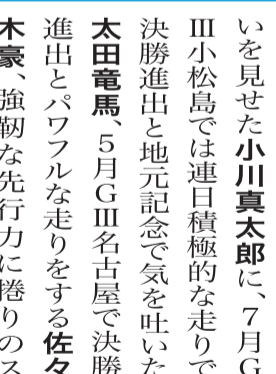 いを見せた小川真太郎に、7月G
Ⅲ小松島では連日積極的な走りで
決勝進出と地元記念で気を吐いた
太田竜馬、5月GⅢ名古屋で決勝
進出とパワフルな走りをする佐々
木豪、強靭な先行力に捲りのス